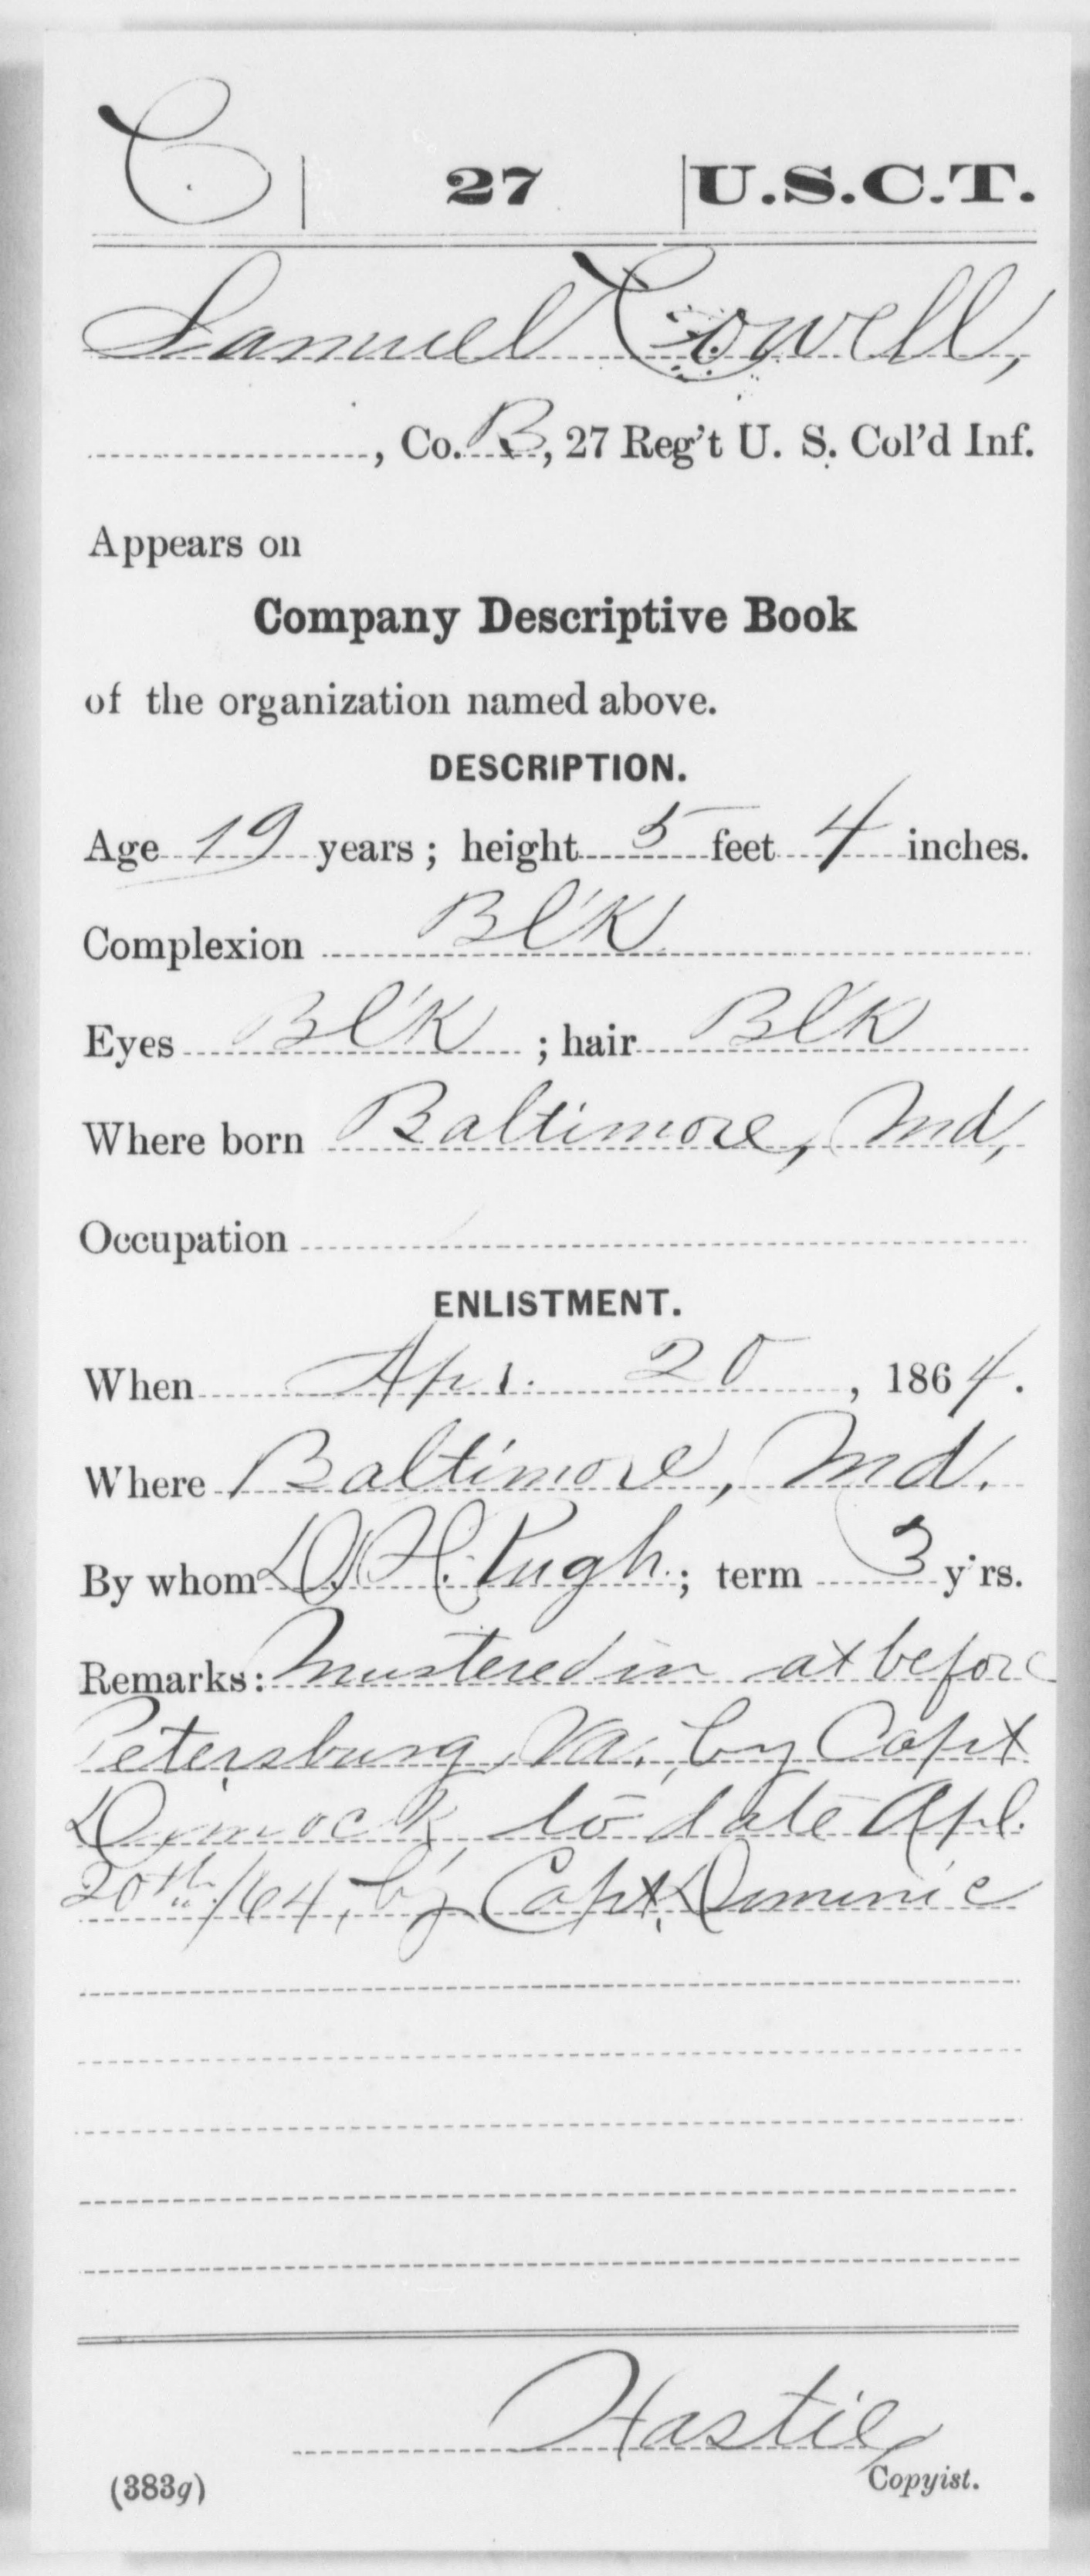 C | 27 | U.S.C.T.
Samuel Cowell,
, Co. B, 27 Reg't U. S. Col'd Inf.
Appears on
Company Descriptive Book
of the organization named above.
DESCRIPTION.
Age 19 years; height 5 feet 4 inches.
Complexion Bl'k
Eyes Bl'k ; hair Bl'k
Where born Baltimore, Md,
Occupation
ENLISTMENT.
When Apr. 20, 1864.
Where Baltimore, Md.
By whom D. H. Pugh.; term 3 y'rs.
Remarks: Mustered in at before
Petersburg, Va., by Capt
Dimock, to date Apl.
20th/64, by Capt. Dominic
Hastie
Copyist.
(383g)